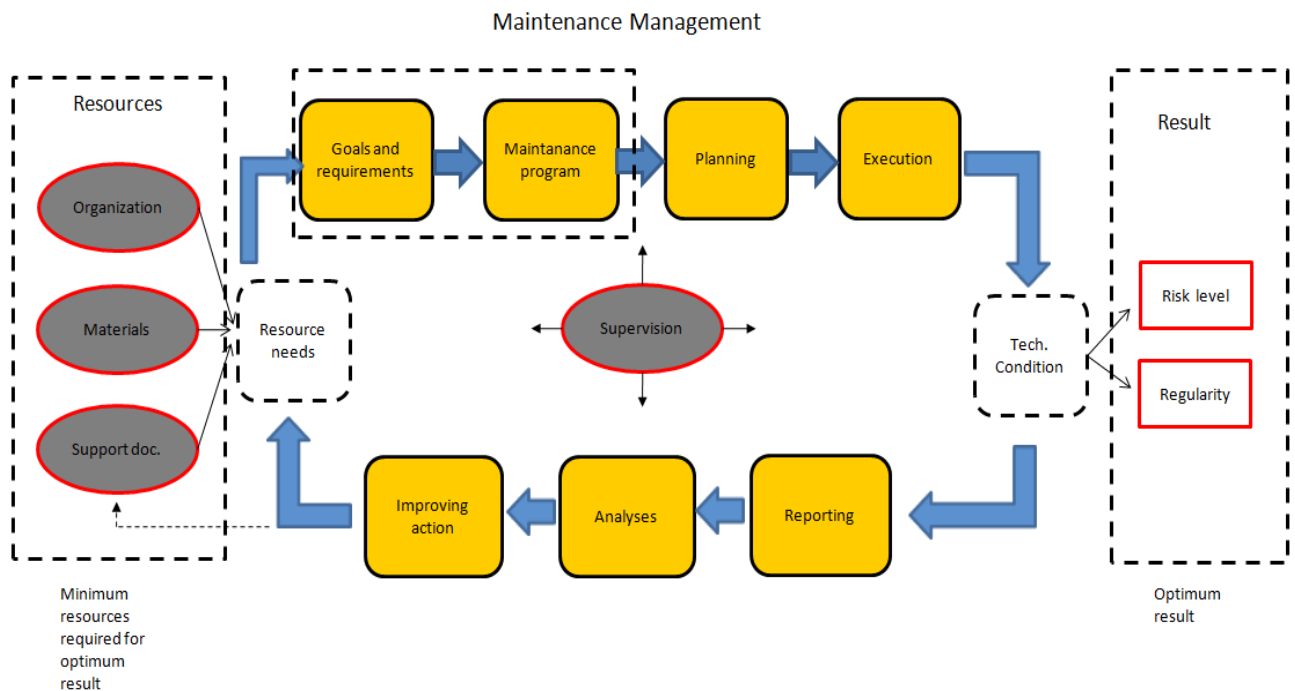 Maintenance Management
Resources
Organization
Materials
Support doc.
Minimum
resources
required for
optimum
result
Resource
needs
Goals and
requirements
Maintanance
program
Planning
Execution
Supervision
Tech.
Condition
Improving
action
Analyses
Reporting
Result
Risk level
Regularity
Optimum
result